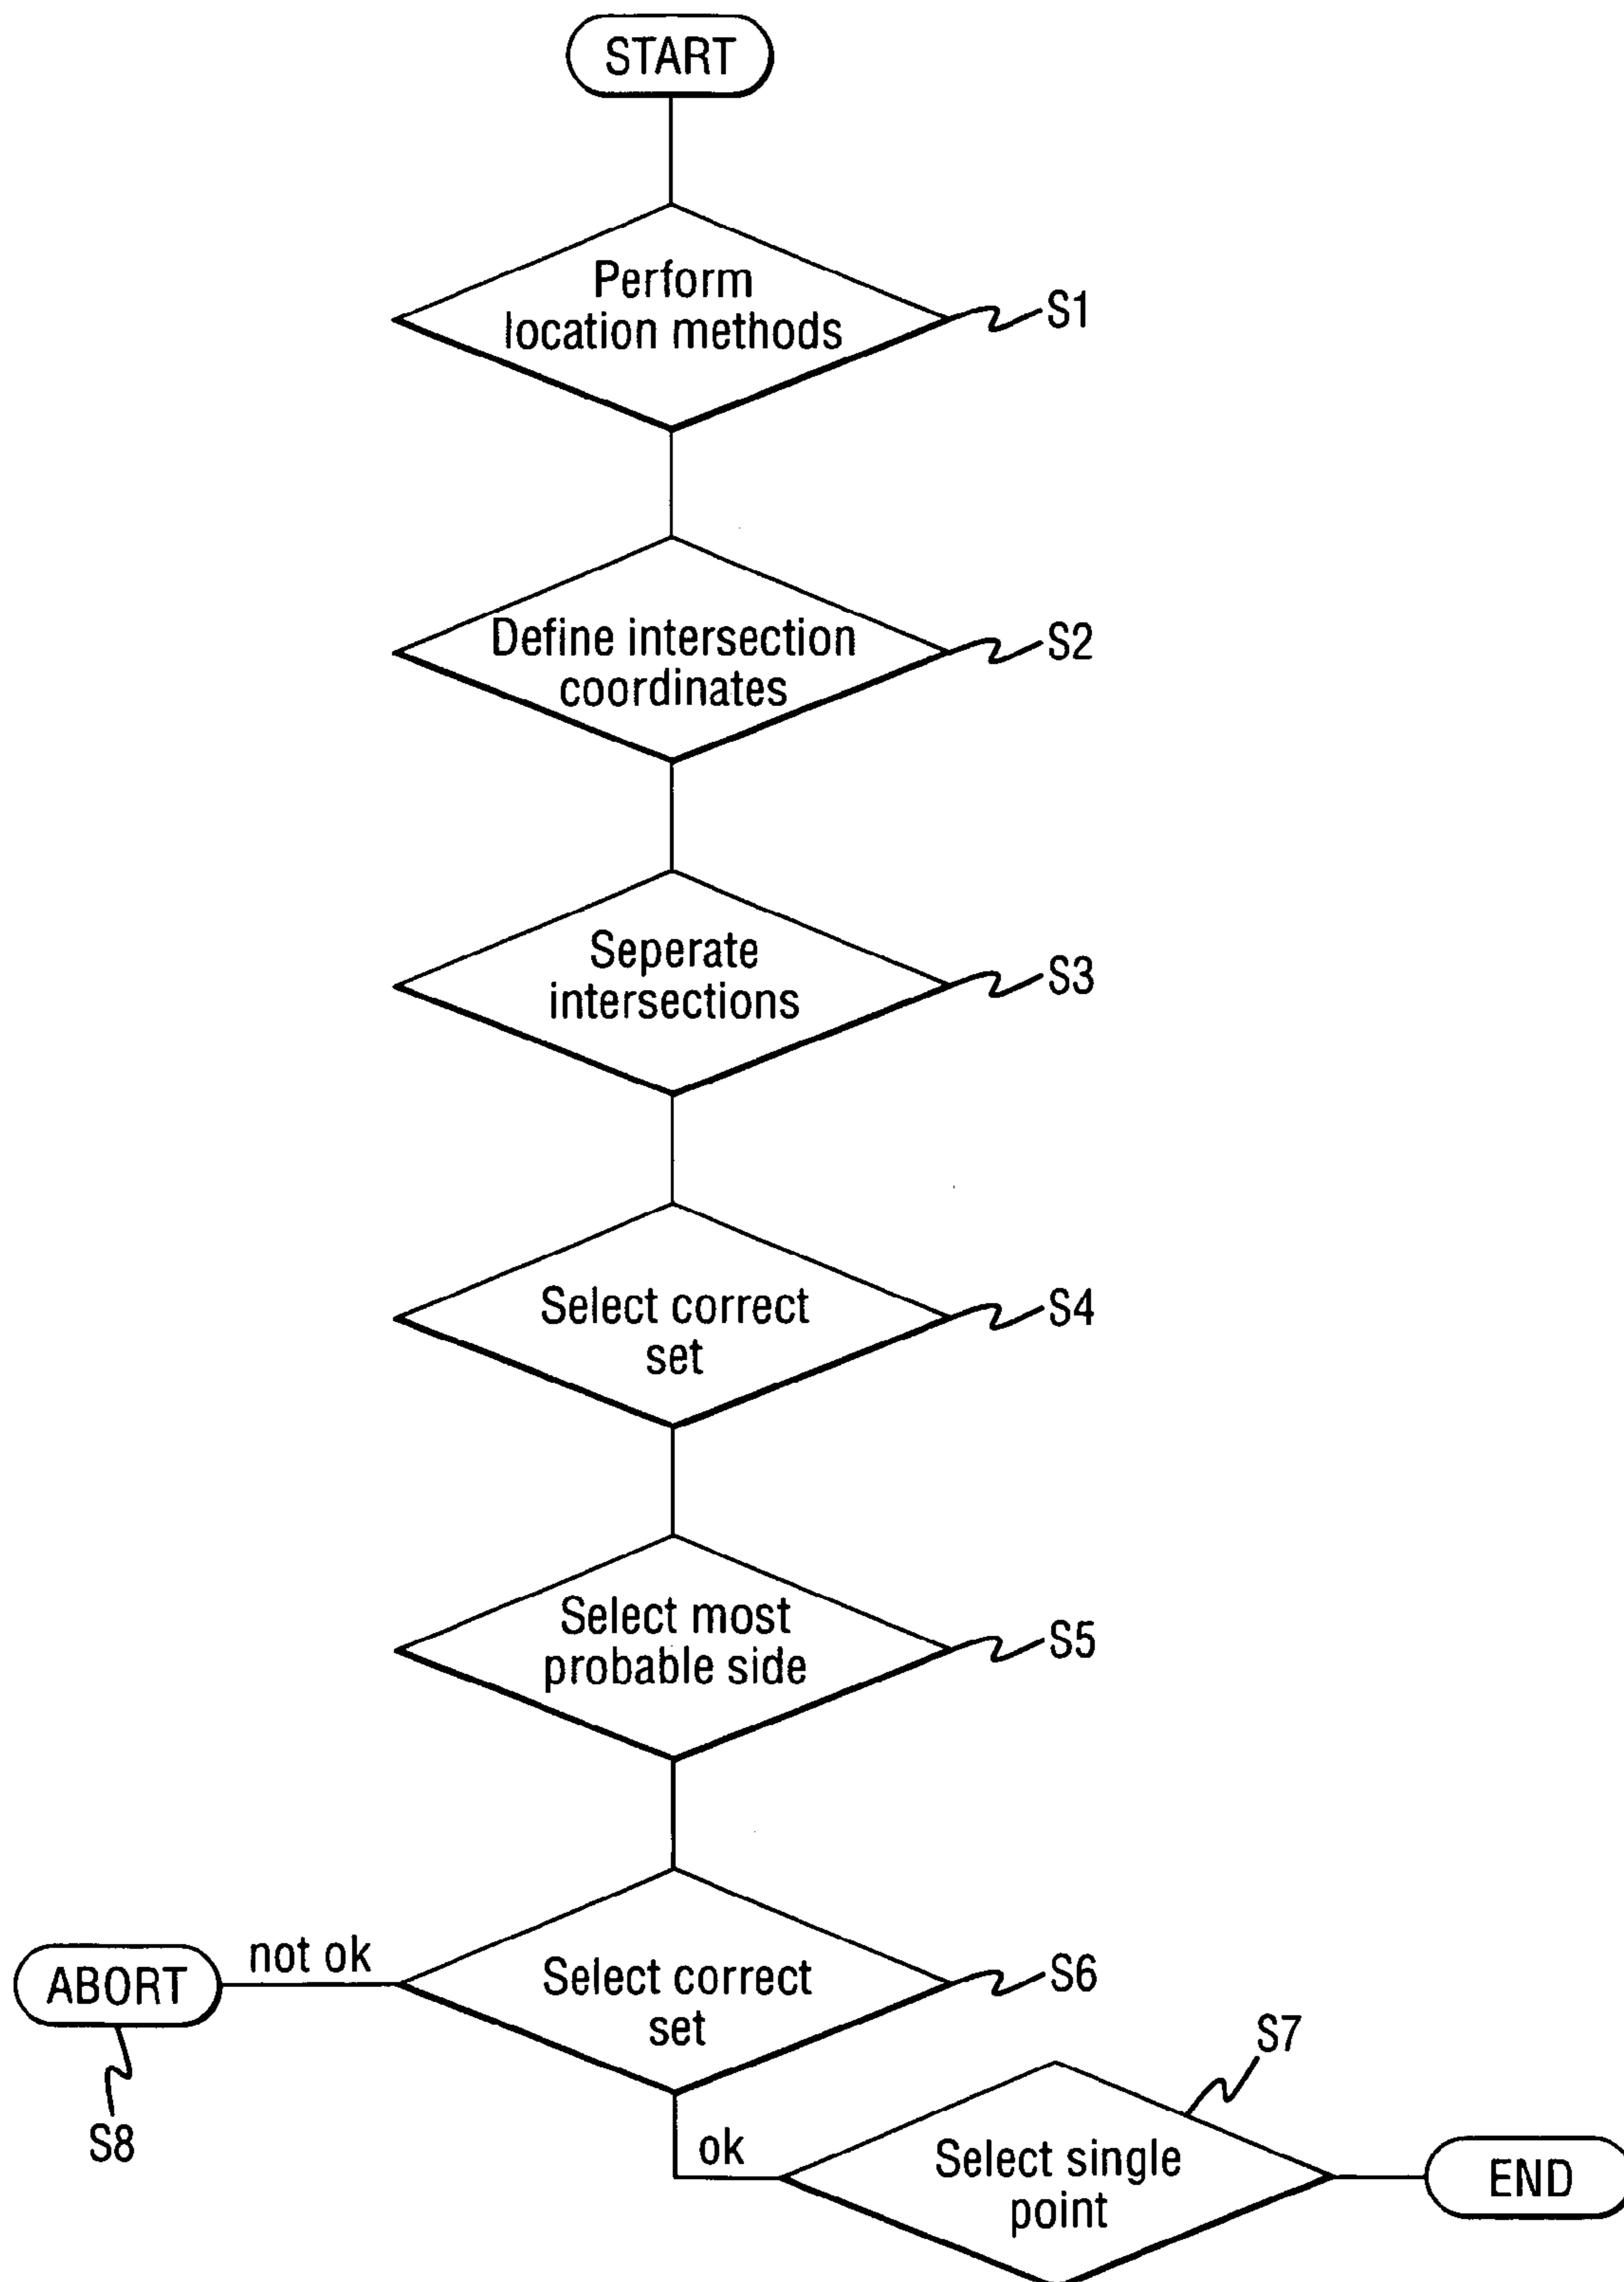 START
Perform
location methods
S1
Define intersection
coordinates
S2
Seperate
intersections
S3
Select correct
set
S4
Select most
probable side
S5
not ok
ABORT
Select correct
set
S6
S7
S8
ok
Select single
point
END